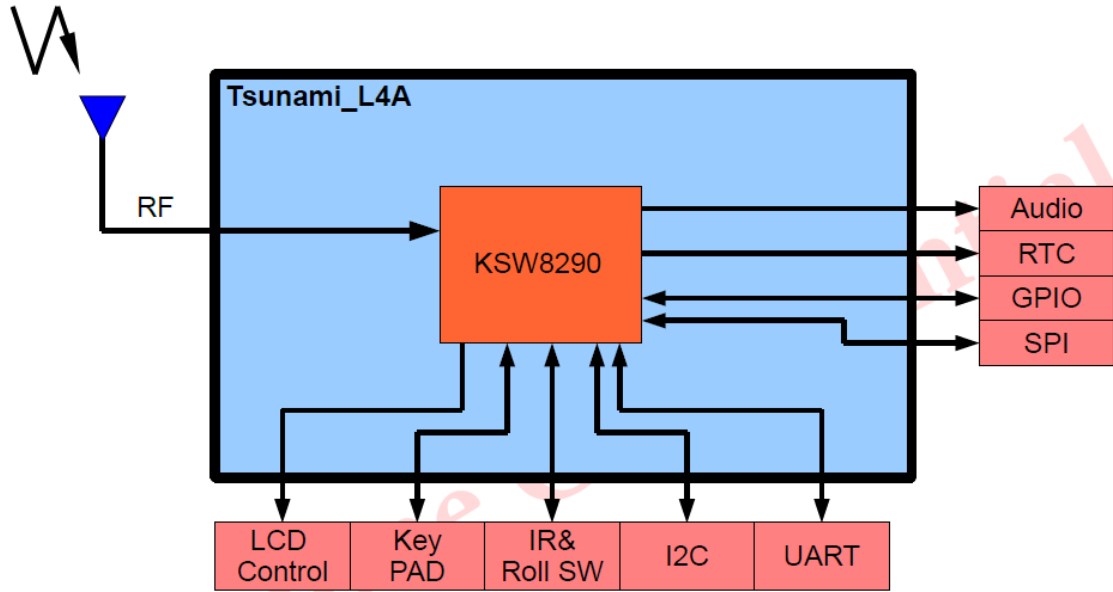 Tsunami_L4A
RF
KSW8290
Audio
RTC
GPIO
SPI
LCD
Control
Key
PAD
IR&
Roll SW
I2C
UART